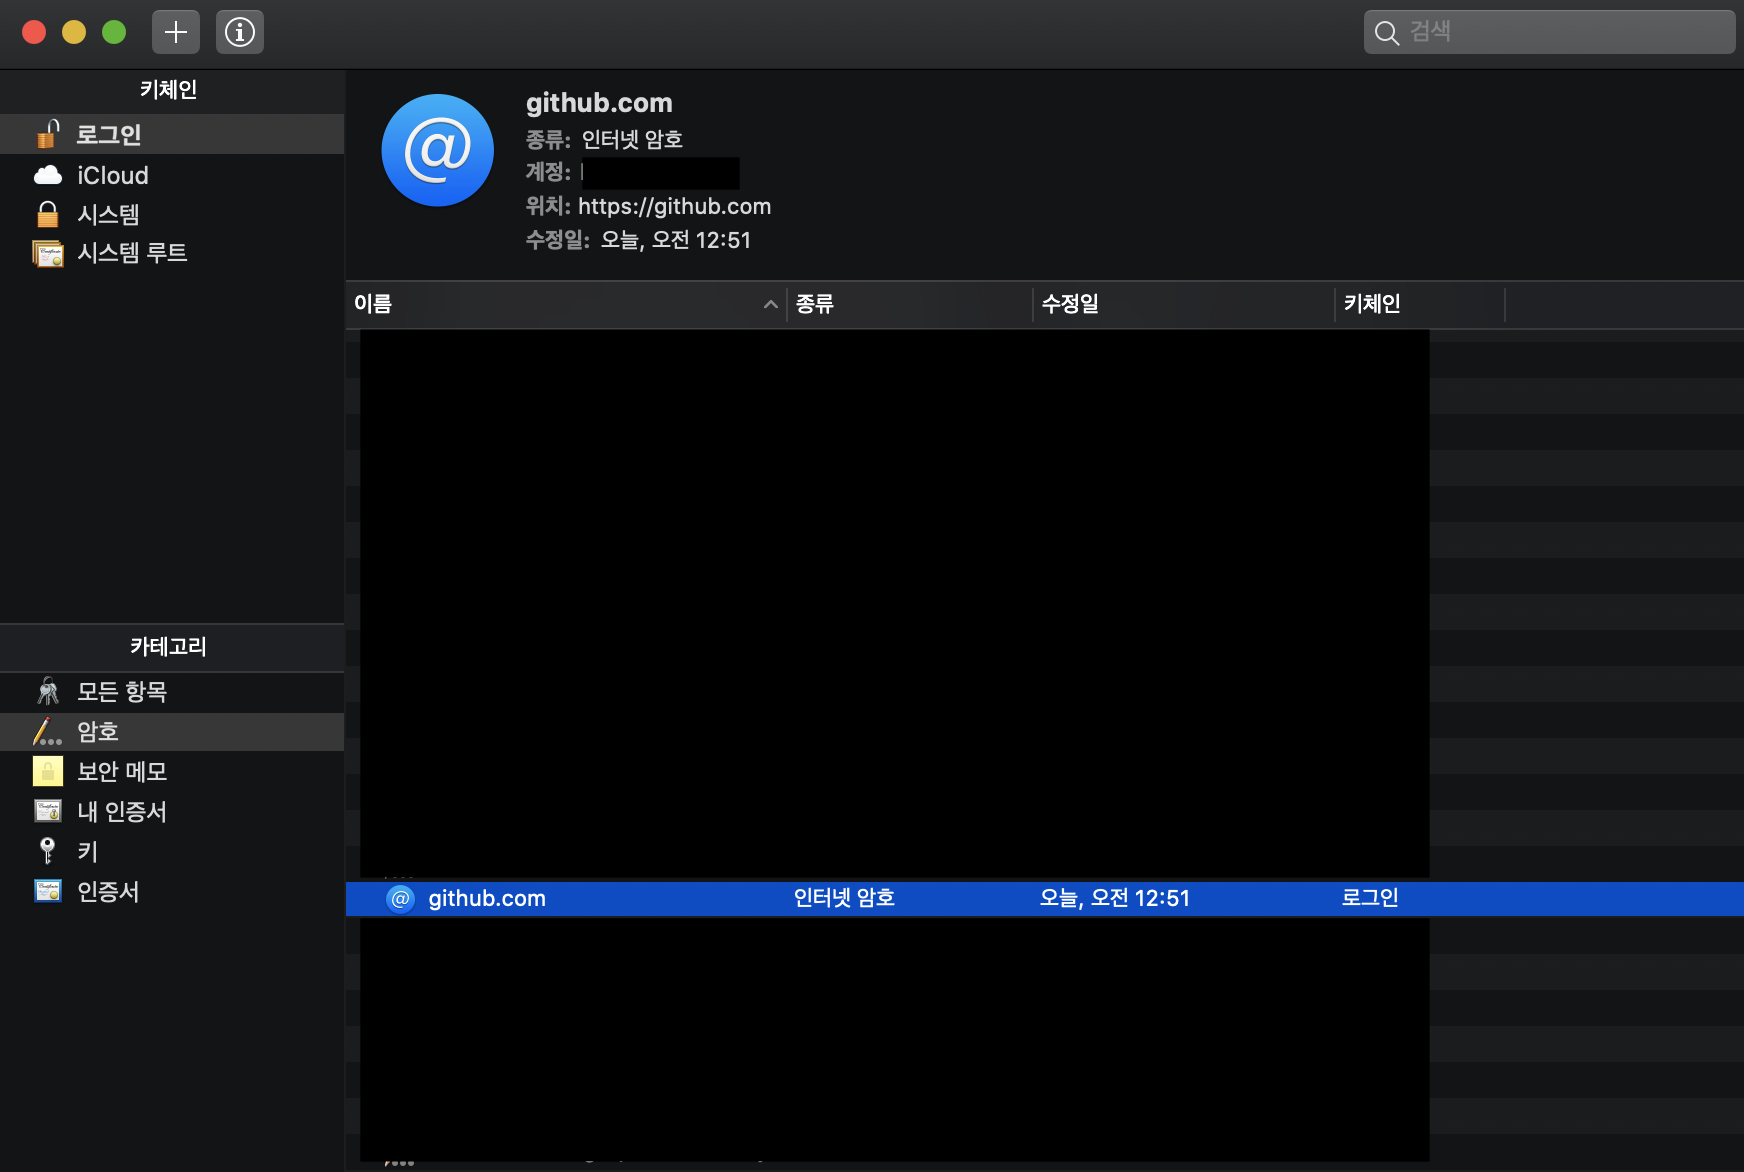 검색
키체인
로그인
iCloud
시스템
시스템 루트
github.com
종류: 인터넷 암호
계정:
위치: https://github.com
수정일: 오늘, 오전 12:51
이름 종류 수정일 키체인
github.com 인터넷 암호 오늘, 오전 12:51 로그인
카테고리
모든 항목
암호
보안 메모
내 인증서
키
인증서